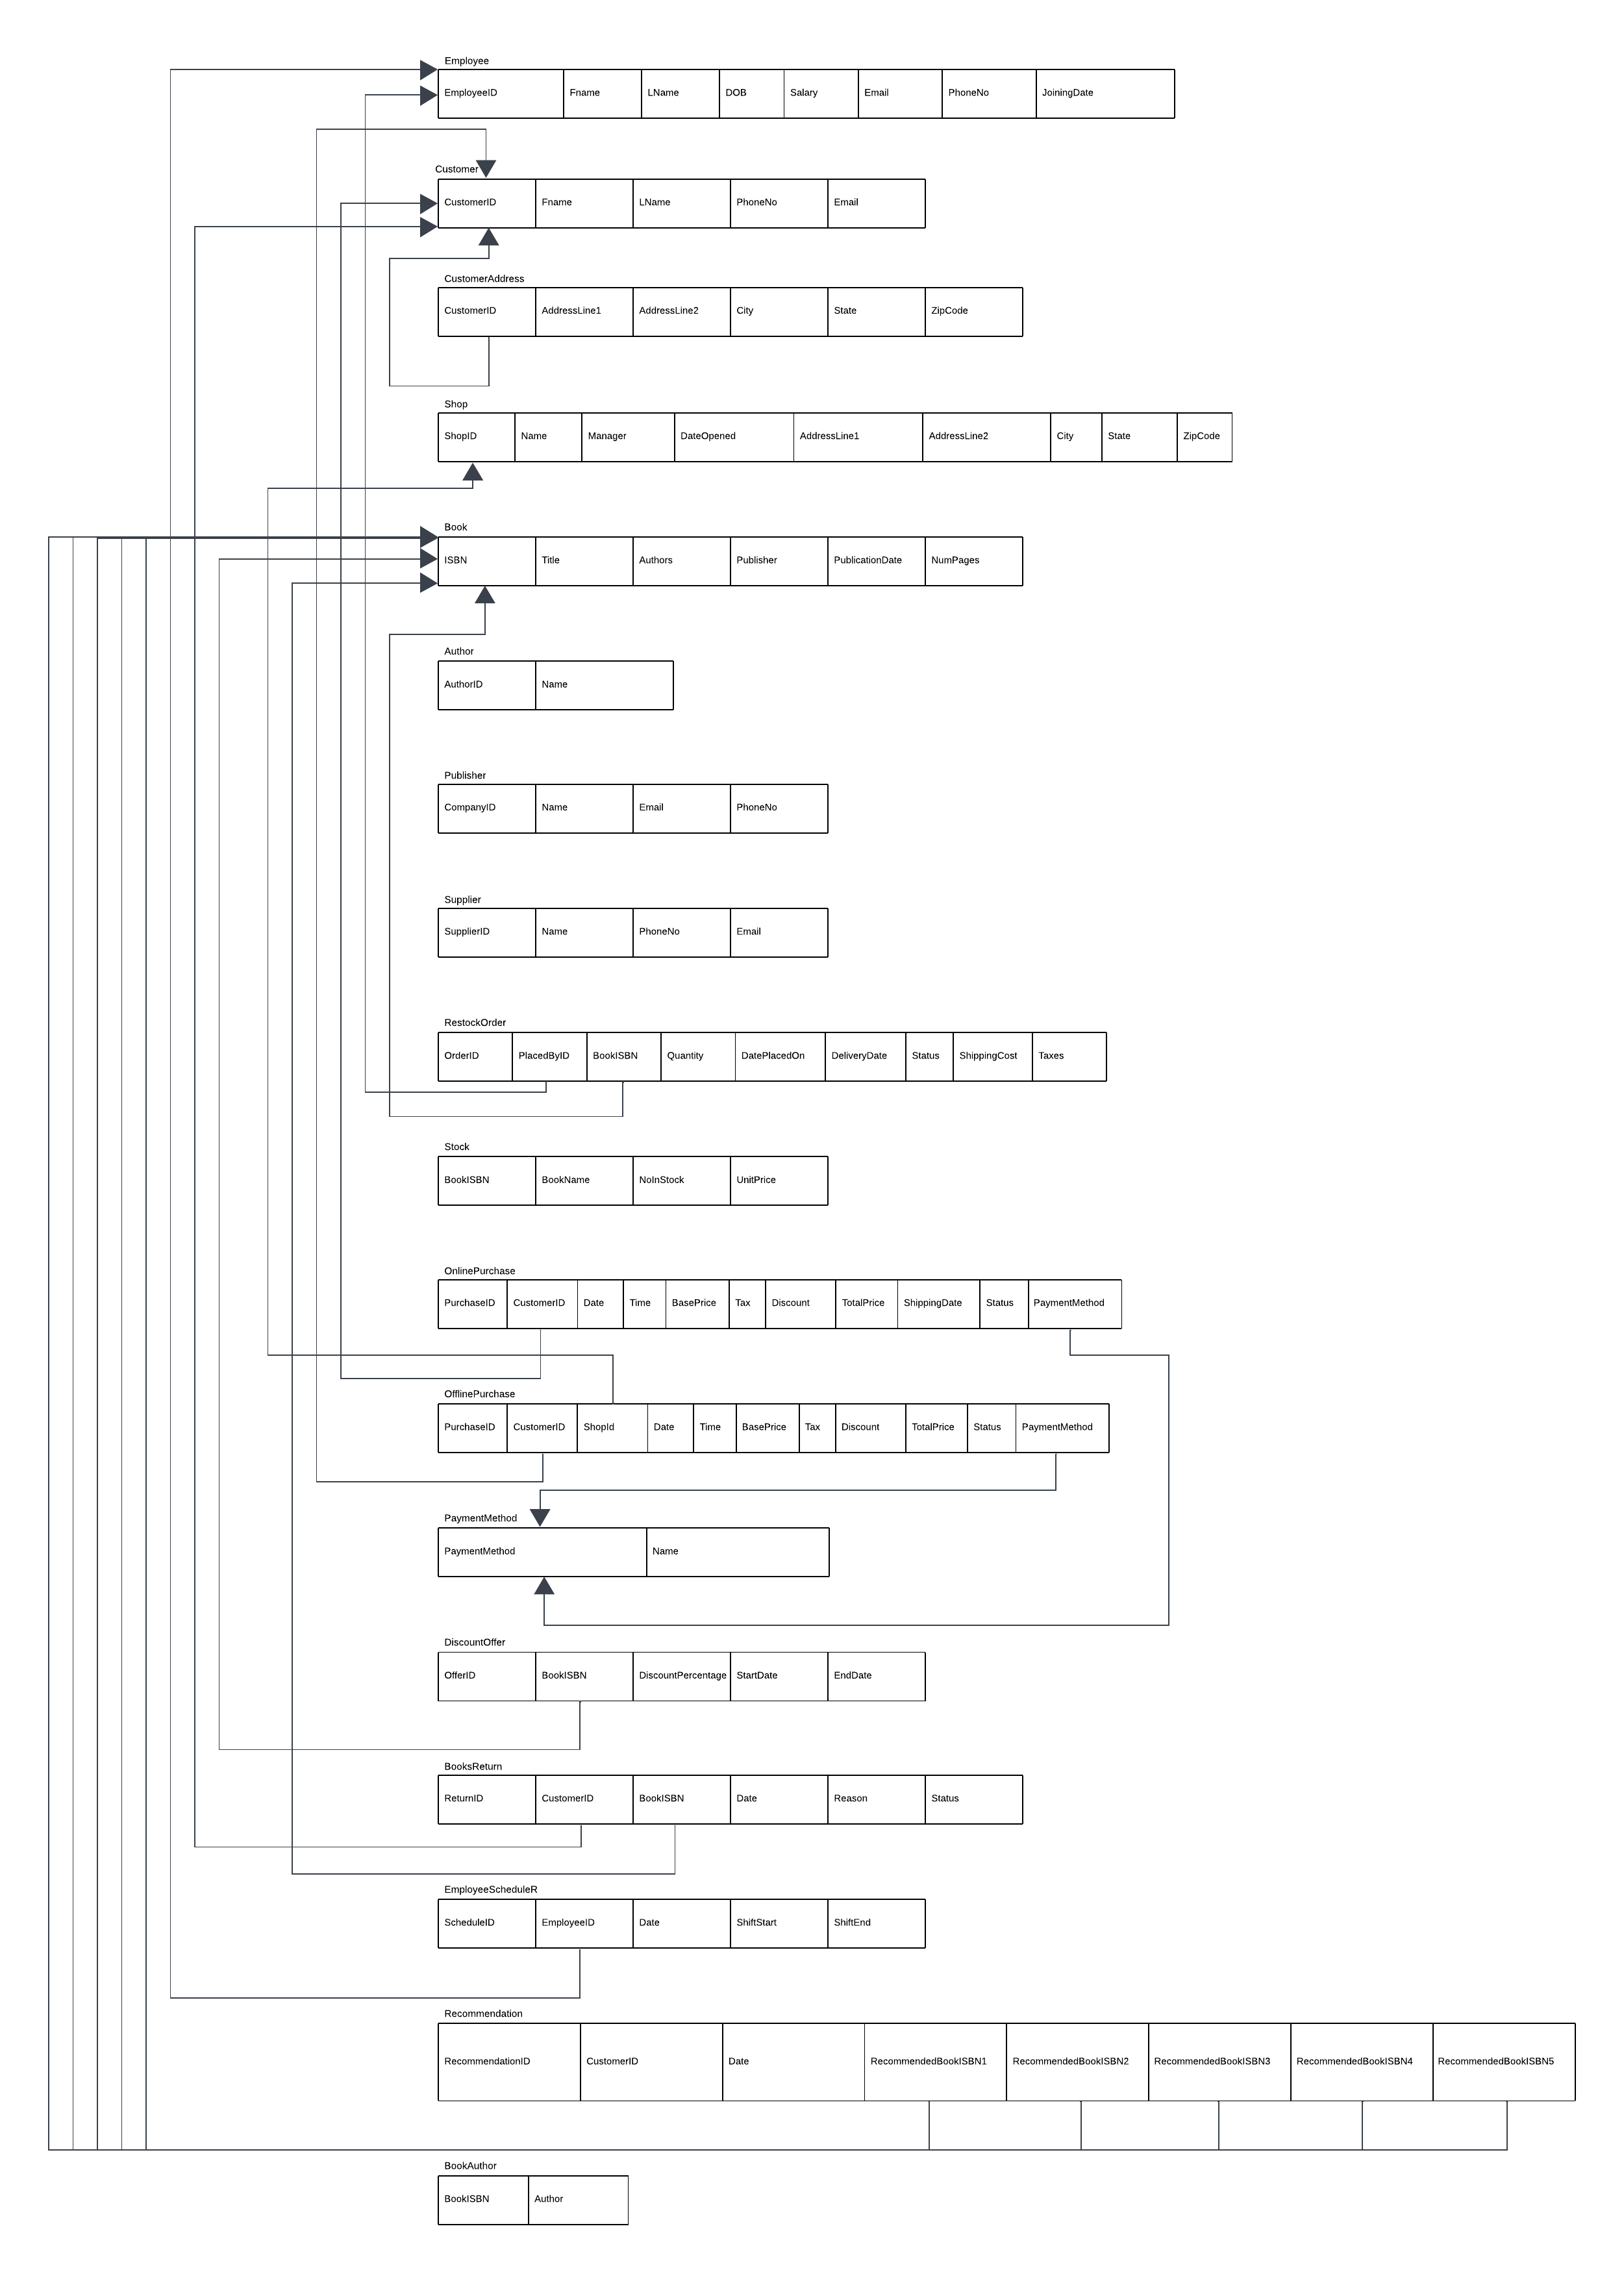 Employee
EmployeeID Fname LName DOB Salary Email PhoneNo JoiningDate
Customer
CustomerID Fname LName PhoneNo Email
CustomerAddress
CustomerID AddressLine1 AddressLine2 City State ZipCode
Shop
ShopID Name Manager DateOpened AddressLine1 AddressLine2 City State ZipCode
Book
ISBN Title Authors Publisher PublicationDate NumPages
Author
AuthorID Name
Publisher
CompanyID Name Email PhoneNo
Supplier
SupplierID Name PhoneNo Email
RestockOrder
OrderID PlacedByID BookISBN Quantity DatePlacedOn DeliveryDate Status ShippingCost Taxes
Stock
BookISBN BookName NoInStock UnitPrice
OnlinePurchase
PurchaseID CustomerID Date Time BasePrice Tax Discount TotalPrice ShippingDate Status PaymentMethod
OfflinePurchase
PurchaseID CustomerID ShopId Date Time BasePrice Tax Discount TotalPrice Status PaymentMethod
PaymentMethod
PaymentMethod Name
DiscountOffer
OfferID BookISBN DiscountPercentage StartDate EndDate
BooksReturn
ReturnID CustomerID BookISBN Date Reason Status
EmployeeScheduleR
ScheduleID EmployeeID Date ShiftStart ShiftEnd
Recommendation
RecommendationID CustomerID Date RecommendedBookISBN1 RecommendedBookISBN2 RecommendedBookISBN3 RecommendedBookISBN4 RecommendedBookISBN5
BookAuthor
BookISBN Author